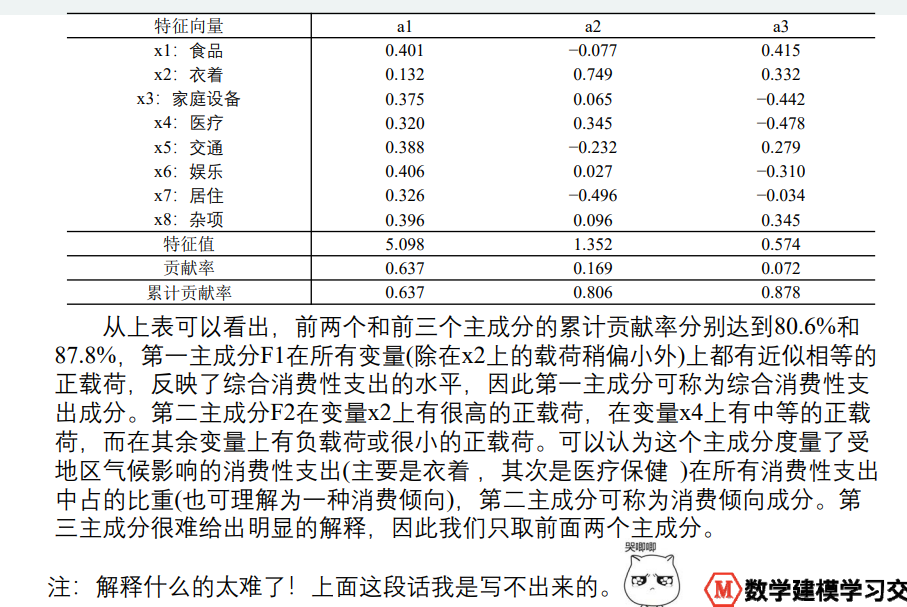 特征向量 a1 a2 a3
x1：食品 0.401 −0.077 0.415
x2：衣着 0.132 0.749 0.332
x3：家庭设备 0.375 0.065 −0.442
x4：医疗 0.320 0.345 −0.478
x5：交通 0.388 −0.232 0.279
x6：娱乐 0.406 0.027 −0.310
x7：居住 0.326 −0.496 −0.034
x8：杂项 0.396 0.096 0.345
特征值 5.098 1.352 0.574
贡献率 0.637 0.169 0.072
累计贡献率 0.637 0.806 0.878
从上表可以看出，前两个和前三个主成分的累计贡献率分别达到80.6%和
87.8%，第一主成分F1在所有变量(除在x2上的载荷稍偏小外)上都有近似相等的
正载荷，反映了综合消费性支出的水平，因此第一主成分可称为综合消费性支
出成分。第二主成分F2在变量x2上有很高的正载荷，在变量x4上有中等的正载
荷，而在其余变量上有负载荷或很小的正载荷。可以认为这个主成分度量了受
地区气候影响的消费性支出(主要是衣着，其次是医疗保健 )在所有消费性支出
中占的比重(也可理解为一种消费倾向)，第二主成分可称为消费倾向成分。第
三主成分很难给出明显的解释，因此我们只取前面两个主成分。
哭唧唧
注：解释什么的太难了！上面这段话我是写不出来的。
M 数学建模学习交